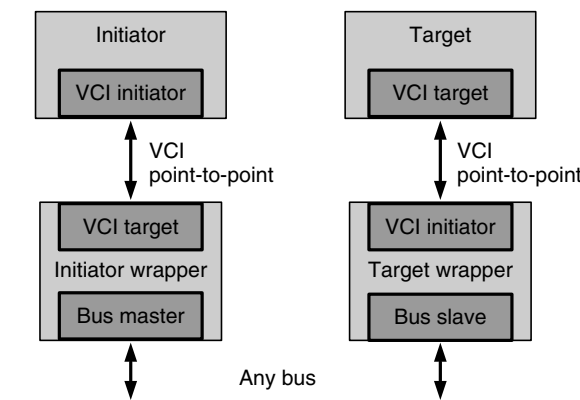 Initiator
Target
VCI initiator
VCI target
VCI
point-to-point
VCI
point-to-point
VCI target
VCI initiator
Initiator wrapper
Target wrapper
Bus master
Bus slave
Any bus